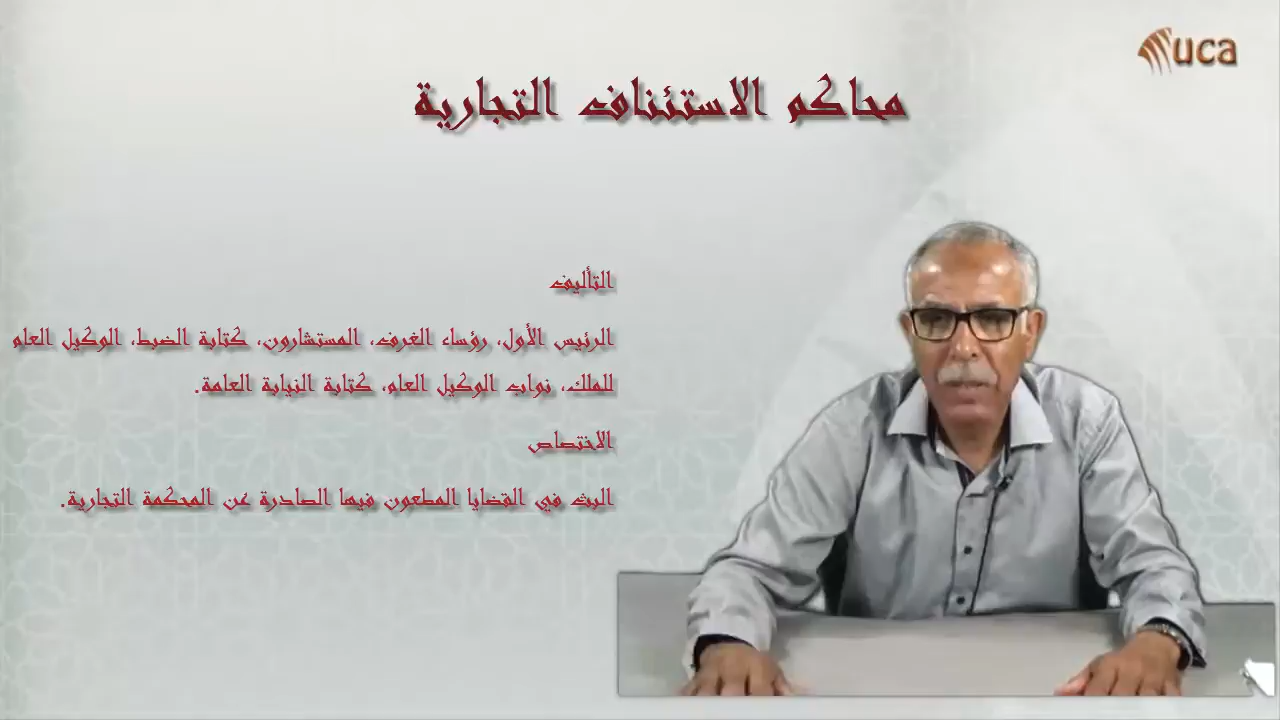 uca
محاكم الاستئناف التجارية
التأليف
الرئيس الأول، رؤساء الغرف، المستشارون، كتابة الضبط، الوكيل العام
للملك، نواب الوكيل العام، كتابة النيابة العامة.
الاختصاص
البث في القضايا المطعون فيها الصادرة عن المحكمة التجارية.